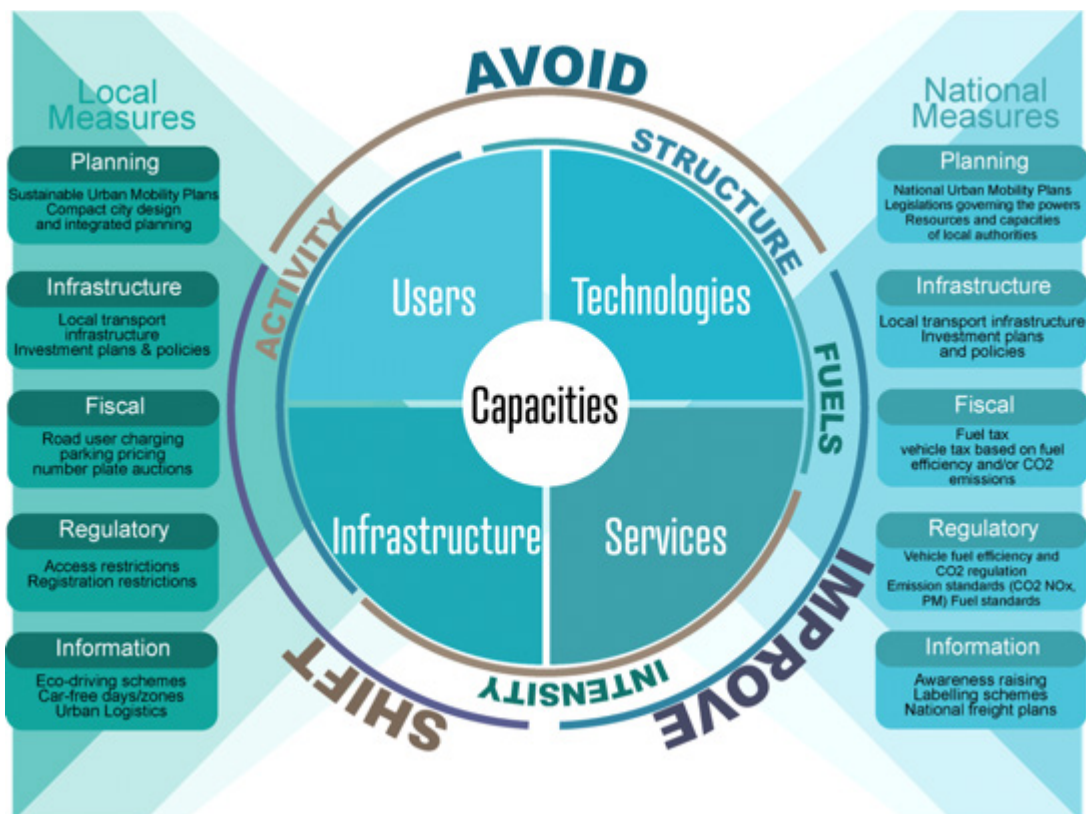 AVOID
Local
Measures
Planning
Sustainable Urban Mobility Plans
Compact city design
and integrated planning
Infrastructure
Local transport
infrastructure
Investment plans & policies
Fiscal
Road user charging
parking pricing
number plate auctions
Regulatory
Access restrictions
Registration restrictions
Information
Eco-driving schemes
Car-free days/zones
Urban Logistics
ACTIVITY
STRUCTURE
FUELS
INTENSITY
Users
Technologies
Capacities
Infrastructure
Services
SHIFT
IMPROVE
National
Measures
Planning
National Urban Mobility Plans
Legislations governing the powers
Resources and capacities
of local authorities
Infrastructure
Local transport infrastructure
Investment plans
and policies
Fiscal
Fuel tax
vehicle tax based on fuel
efficiency and/or CO2
emissions
Regulatory
Vehicle fuel efficiency and
CO2 regulation
Emission standards (CO2 NOx,
PM) Fuel standards
Information
Awareness raising
Labelling schemes
National freight plans